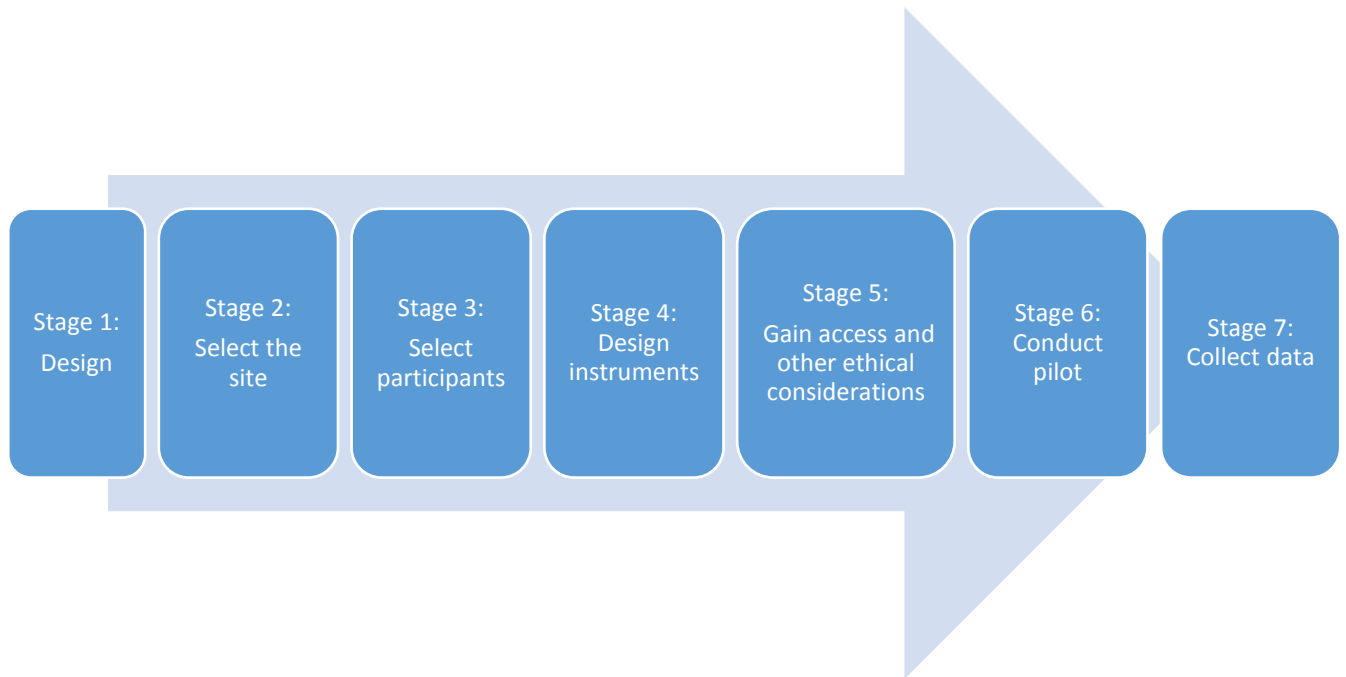 Stage 1:
Design
Stage 2:
Select the
site
Stage 3:
Select
participants
Stage 4:
Design
instruments
Stage 5:
Gain access and
other ethical
considerations
Stage 6:
Conduct
pilot
Stage 7:
Collect data